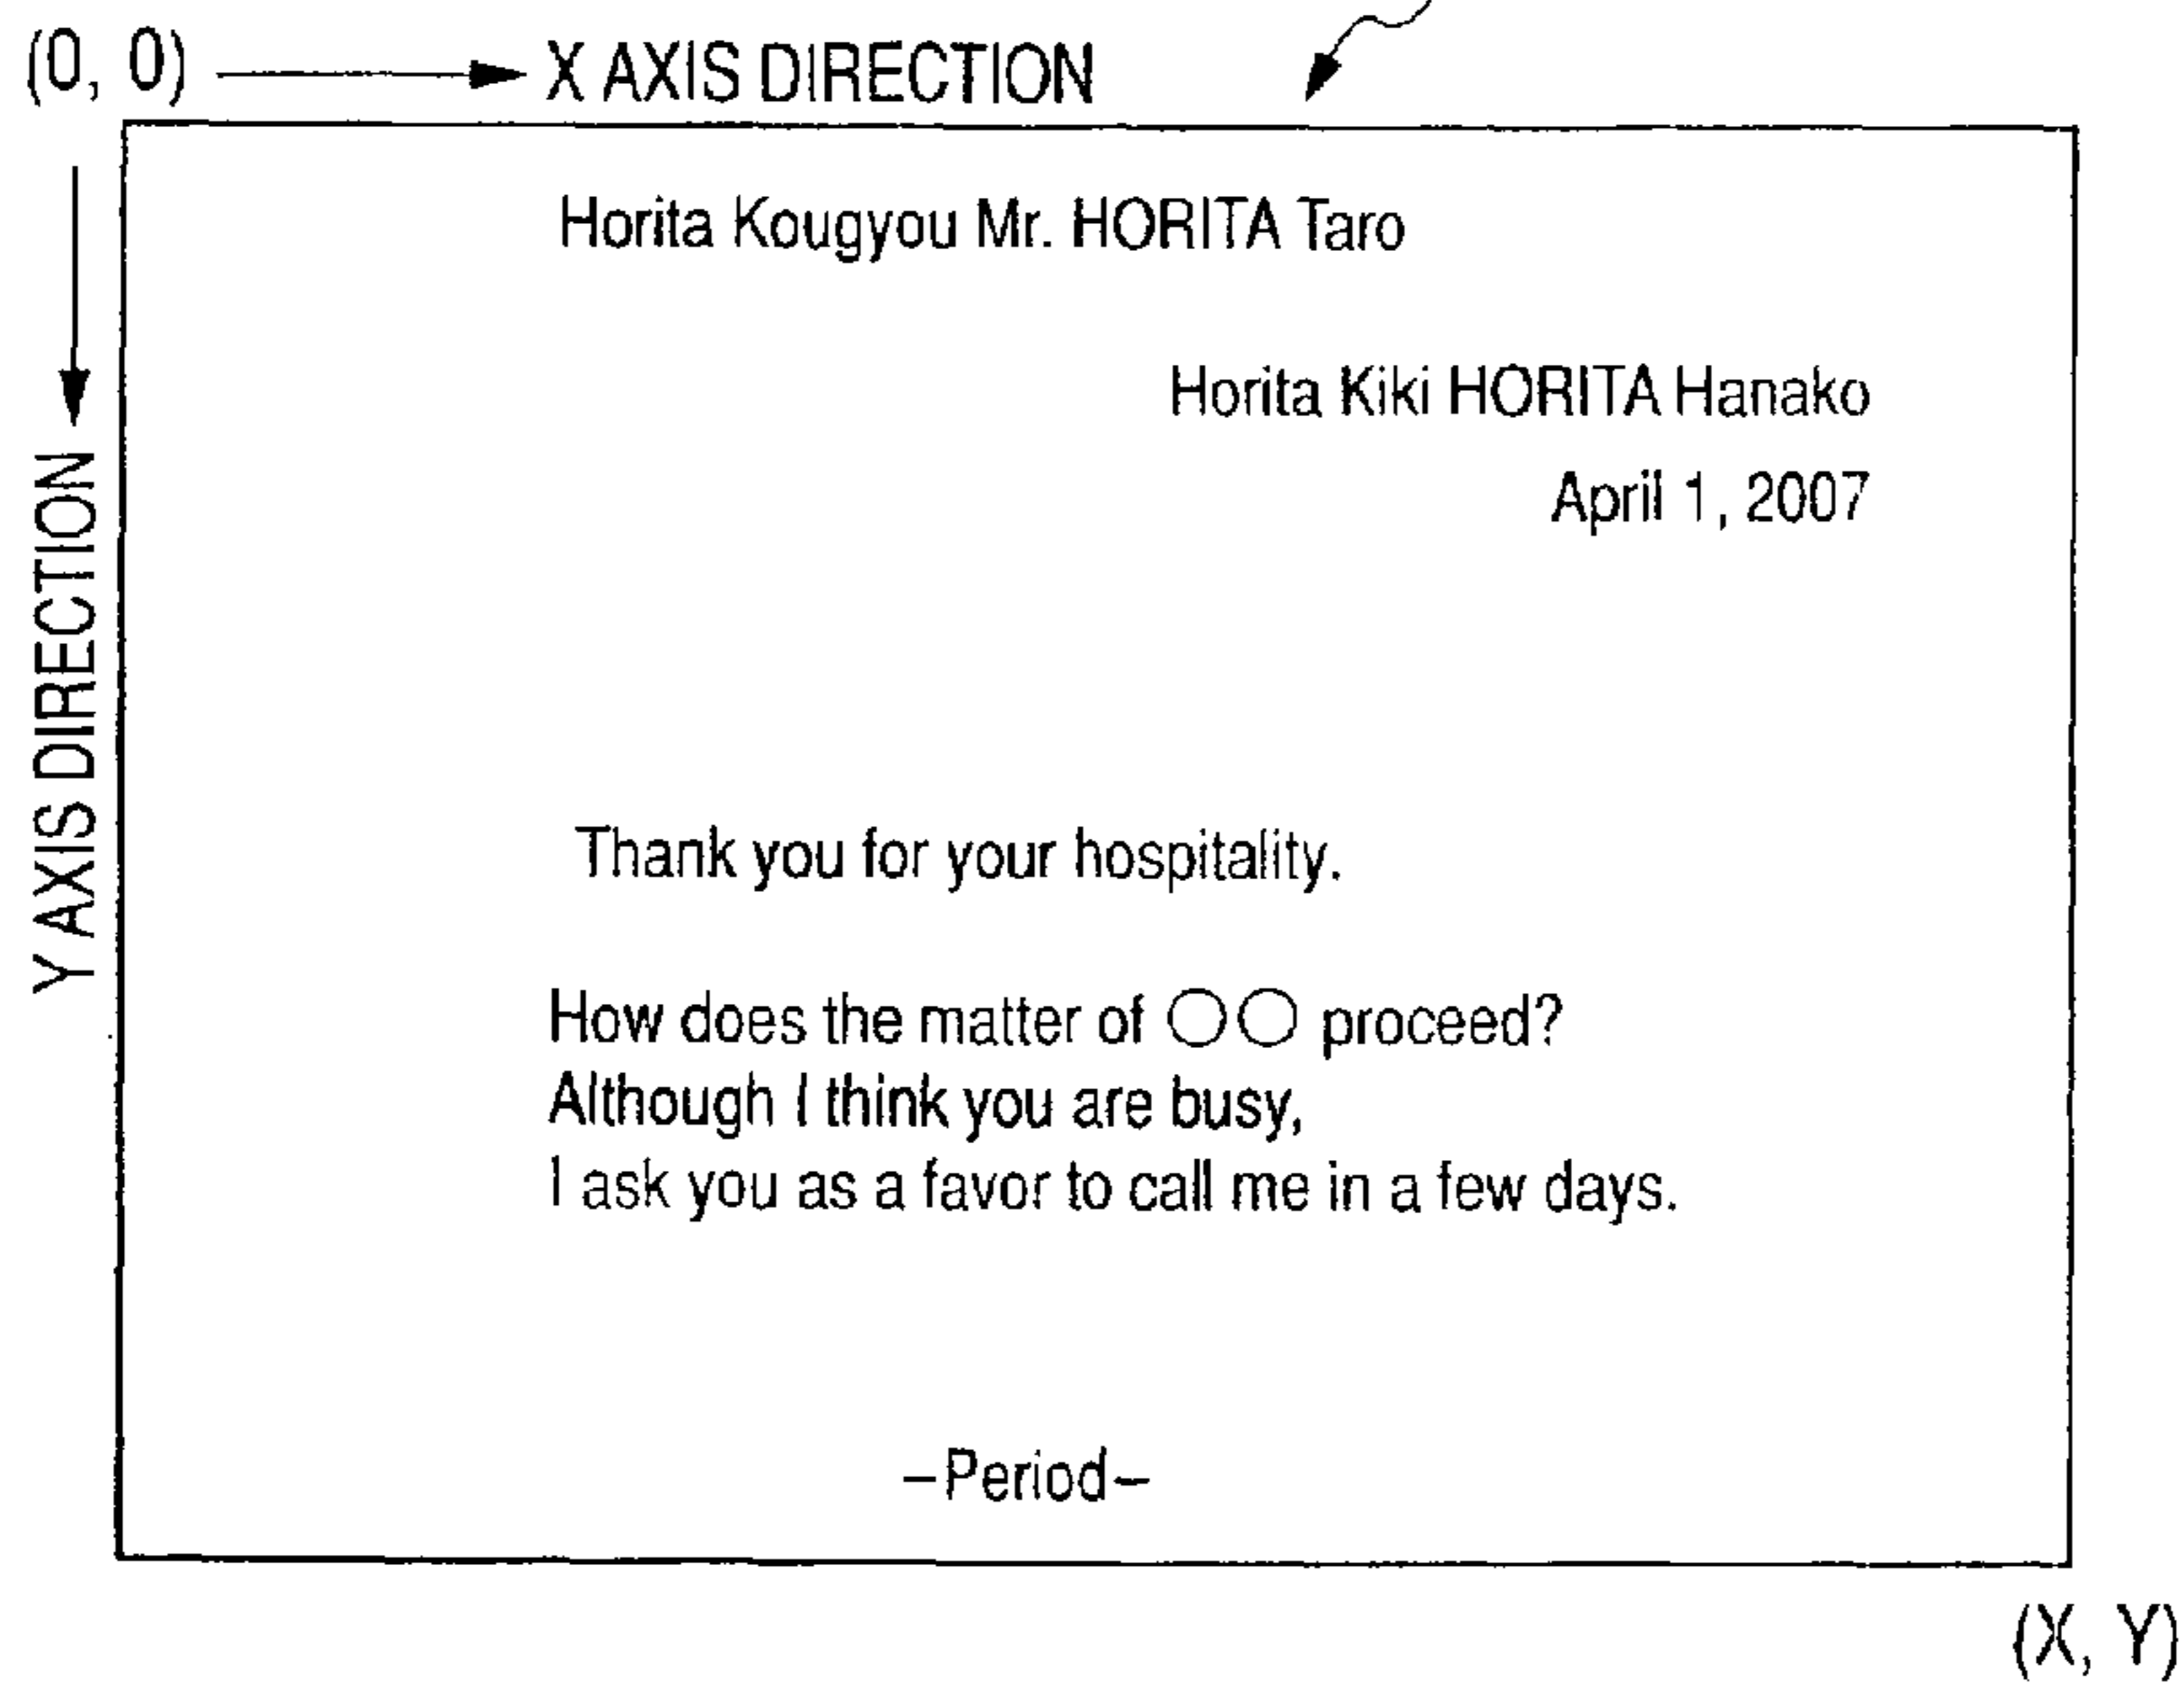 (0, 0) X AXIS DIRECTION
Y AXIS DIRECTION
Horita Kougyou Mr. HORITA Taro
Horita Kiki HORITA Hanako
April 1, 2007
Thank you for your hospitality.
How does the matter of ○○ proceed?
Although I think you are busy,
I ask you as a favor to call me in a few days.
–Period–
(X, Y)